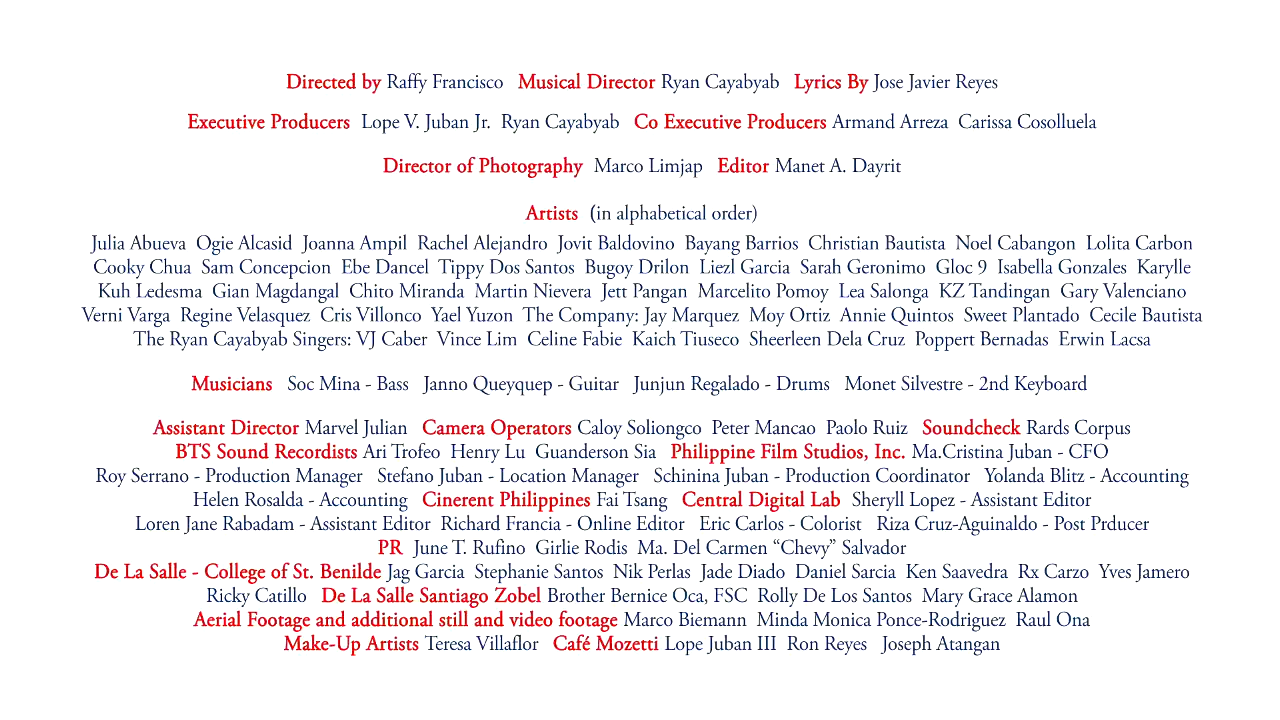 Directed by Raffy Francisco Musical Director Ryan Cayabyab Lyrics By Jose Javier Reyes
Executive Producers Lope V. Juban Jr. Ryan Cayabyab Co Executive Producers Armand Arreza Carissa Cosolluela
Director of Photography Marco Limjap Editor Manet A. Dayrit
Artists (in alphabetical order)
Julia Abueva Ogie Alcasid Joanna Ampil Rachel Alejandro Jovit Baldovino Bayang Barrios Christian Bautista Noel Cabangon Lolita Carbon
Cooky Chua Sam Concepcion Ebe Dancel Tippy Dos Santos Bugoy Drilon Liezl Garcia Sarah Geronimo Gloc 9 Isabella Gonzales Karylle
Kuh Ledesma Gian Magdangal Chito Miranda Martin Nievera Jett Pangan Marcelito Pomoy Lea Salonga KZ Tandingan Gary Valenciano
Verni Varga Regine Velasquez Cris Villonco Yael Yuzon The Company: Jay Marquez Moy Ortiz Annie Quintos Sweet Plantado Cecile Bautista
The Ryan Cayabyab Singers: VJ Caber Vince Lim Celine Fabie Kaich Tiuseco Sheerleen Dela Cruz Poppert Bernadas Erwin Lacsa
Musicians Soc Mina - Bass Janno Queyquep - Guitar Junjun Regalado - Drums Monet Silvestre - 2nd Keyboard
Assistant Director Marvel Julian Camera Operators Caloy Soliongco Peter Mancao Paolo Ruiz Soundcheck Rards Corpus
BTS Sound Recordists Ari Trofeo Henry Lu Guanderson Sia Philippine Film Studios, Inc. Ma.Cristina Juban - CFO
Roy Serrano - Production Manager Stefano Juban - Location Manager Schinina Juban - Production Coordinator Yolanda Blitz - Accounting
Helen Rosalda - Accounting Cinerent Philippines Fai Tsang Central Digital Lab Sheryll Lopez - Assistant Editor
Loren Jane Rabadam - Assistant Editor Richard Francia - Online Editor Eric Carlos - Colorist Riza Cruz-Aguinaldo - Post Prducer
PR June T. Rufino Girlie Rodis Ma. Del Carmen “Chevy” Salvador
De La Salle - College of St. Benilde Jag Garcia Stephanie Santos Nik Perlas Jade Diado Daniel Sarcia Ken Saavedra Rx Carzo Yves Jamero
Ricky Catillo De La Salle Santiago Zobel Brother Bernice Oca, FSC Rolly De Los Santos Mary Grace Alamon
Aerial Footage and additional still and video footage Marco Biemann Minda Monica Ponce-Rodriguez Raul Ona
Make-Up Artists Teresa Villaflor Café Mozetti Lope Juban III Ron Reyes Joseph Atangan